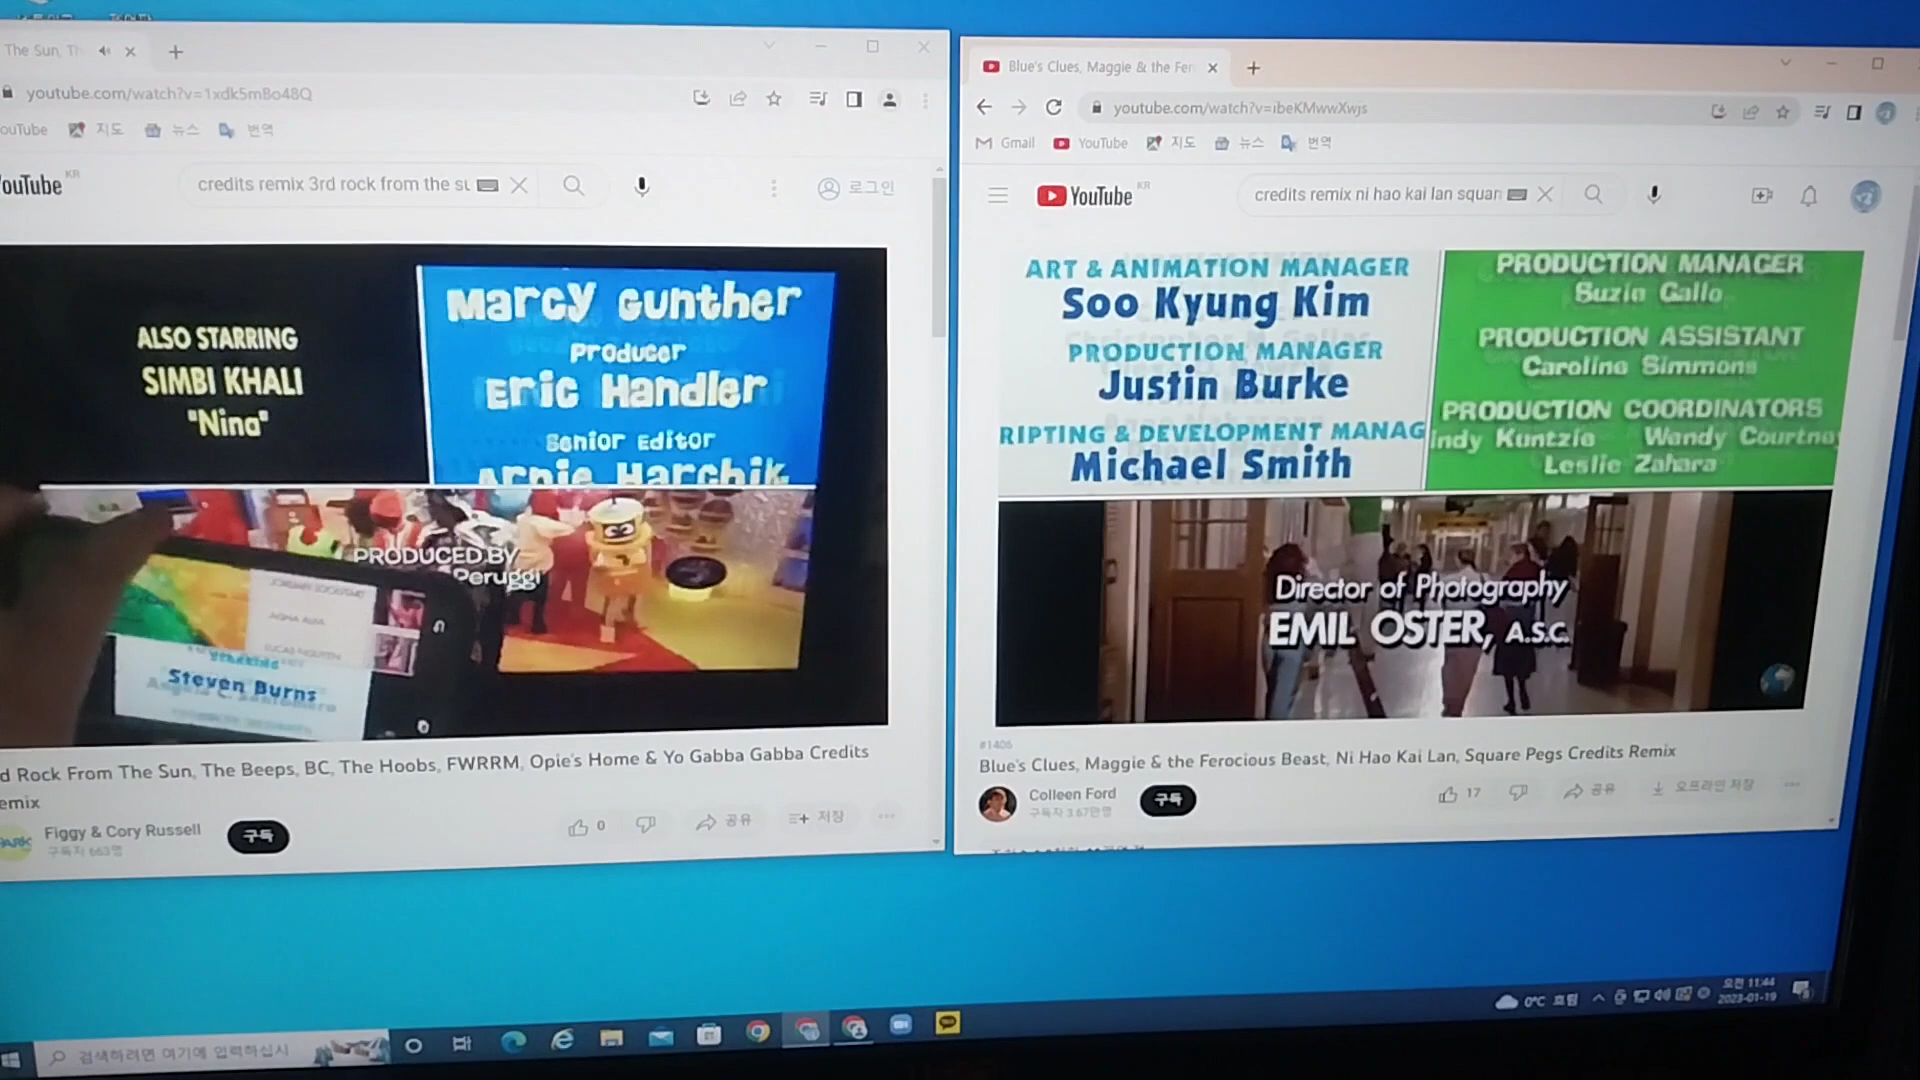 The Sun, Th
youtube.com/watch?v=1xdk5mBo48Q
ouTube 지도 뉴스 번역
ouTube KR
credits remix 3rd rock from the su
로그인
ALSO STARRING
SIMBI KHALI
"Nina"
Marcy Gunther
Producer
Eric Handler
Senior Editor
Arnie Harchik
PRODUCED BY
Peruggi
LUCAS NGUYEN
Steven Burns
d Rock From The Sun, The Beeps, BC, The Hoobs, FWRRM, Opie's Home & Yo Gabba Gabba Credits
emix
Figgy & Cory Russell
구독자 663명
구독
0
공유
저장
Blue's Clues, Maggie & the Fer
youtube.com/watch?v=ibeKMwwXwjs
Gmail YouTube 지도 뉴스 번역
YouTube KR
credits remix ni hao kai lan squar
ART & ANIMATION MANAGER
Soo Kyung Kim
PRODUCTION MANAGER
Justin Burke
RIPTING & DEVELOPMENT MANAG
Michael Smith
PRODUCTION MANAGER
Suzie Gallo
PRODUCTION ASSISTANT
Caroline Simmons
PRODUCTION COORDINATORS
indy Kuntzie Wendy Courtney
Leslie Zahara
Director of Photography
EMIL OSTER, A.S.C.
#1406
Blue's Clues, Maggie & the Ferocious Beast, Ni Hao Kai Lan, Square Pegs Credits Remix
Colleen Ford
구독자 3.67만명
구독
17
공유
오프라인 저장
검색하려면 여기에 입력하십시
0°C 흐림
오전 11:44
2023-01-19